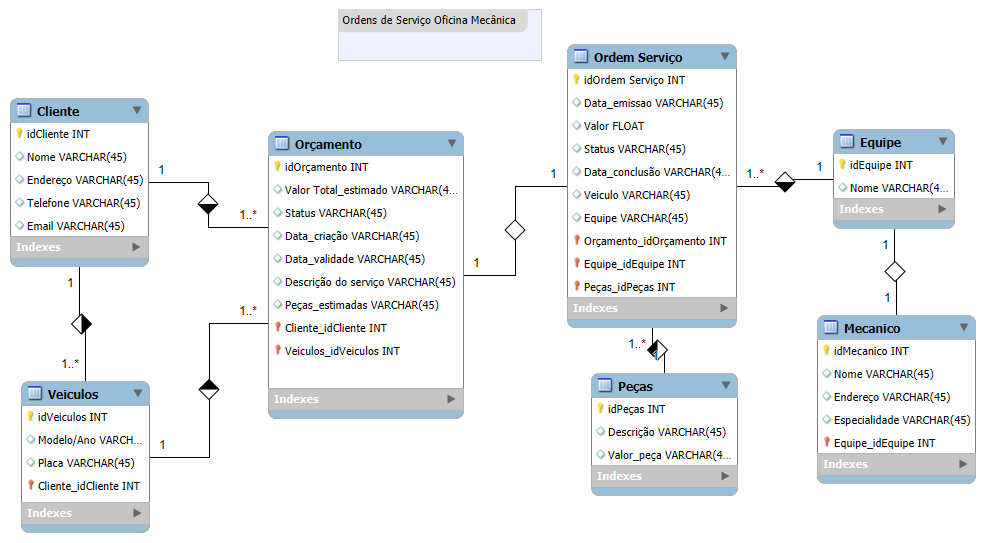 Ordens de Serviço Oficina Mecânica
Cliente
idCliente INT
Nome VARCHAR(45)
Endereço VARCHAR(45)
Telefone VARCHAR(45)
Email VARCHAR(45)
Indexes
1
1..*
1
1..*
Veiculos
idVeiculos INT
Modelo/Ano VARCH...
Placa VARCHAR(45)
Cliente_idCliente INT
Indexes
1
1..*
Orçamento
idOrçamento INT
Valor Total_estimado VARCHAR(4...
Status VARCHAR(45)
Data_criação VARCHAR(45)
Data_validade VARCHAR(45)
Descrição do serviço VARCHAR(45)
Peças_estimadas VARCHAR(45)
Cliente_idCliente INT
Veiculos_idVeiculos INT
Indexes
1
1
Ordem Serviço
idOrdem Serviço INT
Data_emissao VARCHAR(45)
Valor FLOAT
Status VARCHAR(45)
Data_conclusão VARCHAR(4...
Veiculo VARCHAR(45)
Equipe VARCHAR(45)
Orçamento_idOrçamento INT
Equipe_idEquipe INT
Peças_idPeças INT
Indexes
1..*
1
1..*
1
Peças
idPeças INT
Descrição VARCHAR(45)
Valor_peça VARCHAR(4...
Indexes
Equipe
idEquipe INT
Nome VARCHAR(4...
Indexes
1
1
Mecanico
idMecanico INT
Nome VARCHAR(45)
Endereço VARCHAR(45)
Especialidade VARCHAR(45)
Equipe_idEquipe INT
Indexes